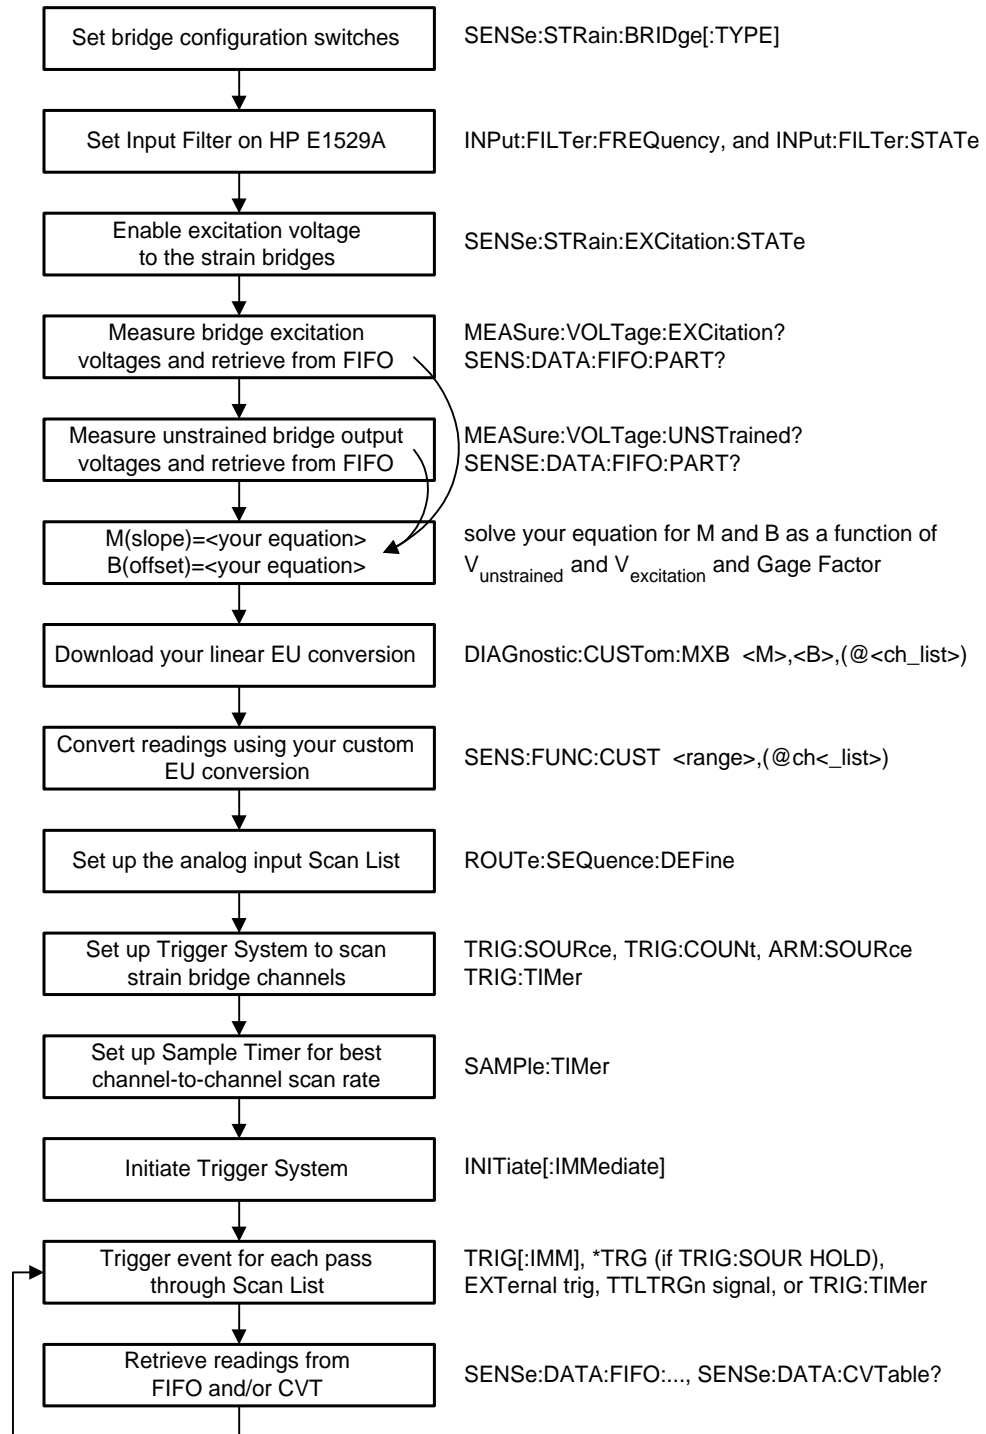 Set bridge configuration switches
SENSe:STRain:BRIDge[:TYPE]
Set Input Filter on HP E1529A
INPut:FILTer:FREQuency, and INPut:FILTer:STATe
Enable excitation voltage
to the strain bridges
SENSe:STRain:EXCitation:STATe
Measure bridge excitation
voltages and retrieve from FIFO
MEASure:VOLTage:EXCitation?
SENS:DATA:FIFO:PART?
Measure unstrained bridge output
voltages and retrieve from FIFO
MEASure:VOLTage:UNSTrained?
SENSE:DATA:FIFO:PART?
M(slope)=<your equation>
B(offset)=<your equation>
solve your equation for M and B as a function of
Vunstrained and Vexcitation and Gage Factor
Download your linear EU conversion
DIAGnostic:CUSTom:MXB <M>,<B>,(@<ch_list>)
Convert readings using your custom
EU conversion
SENS:FUNC:CUST <range>,(@ch<_list>)
Set up the analog input Scan List
ROUTe:SEQuence:DEFine
Set up Trigger System to scan
strain bridge channels
TRIG:SOURce, TRIG:COUNt, ARM:SOURce
TRIG:TIMer
Set up Sample Timer for best
channel-to-channel scan rate
SAMPle:TIMer
Initiate Trigger System
INITiate[:IMMediate]
Trigger event for each pass
through Scan List
TRIG[:IMM], *TRG (if TRIG:SOUR HOLD),
EXTernal trig, TTLTRGn signal, or TRIG:TIMer
Retrieve readings from
FIFO and/or CVT
SENSe:DATA:FIFO:..., SENSe:DATA:CVTable?